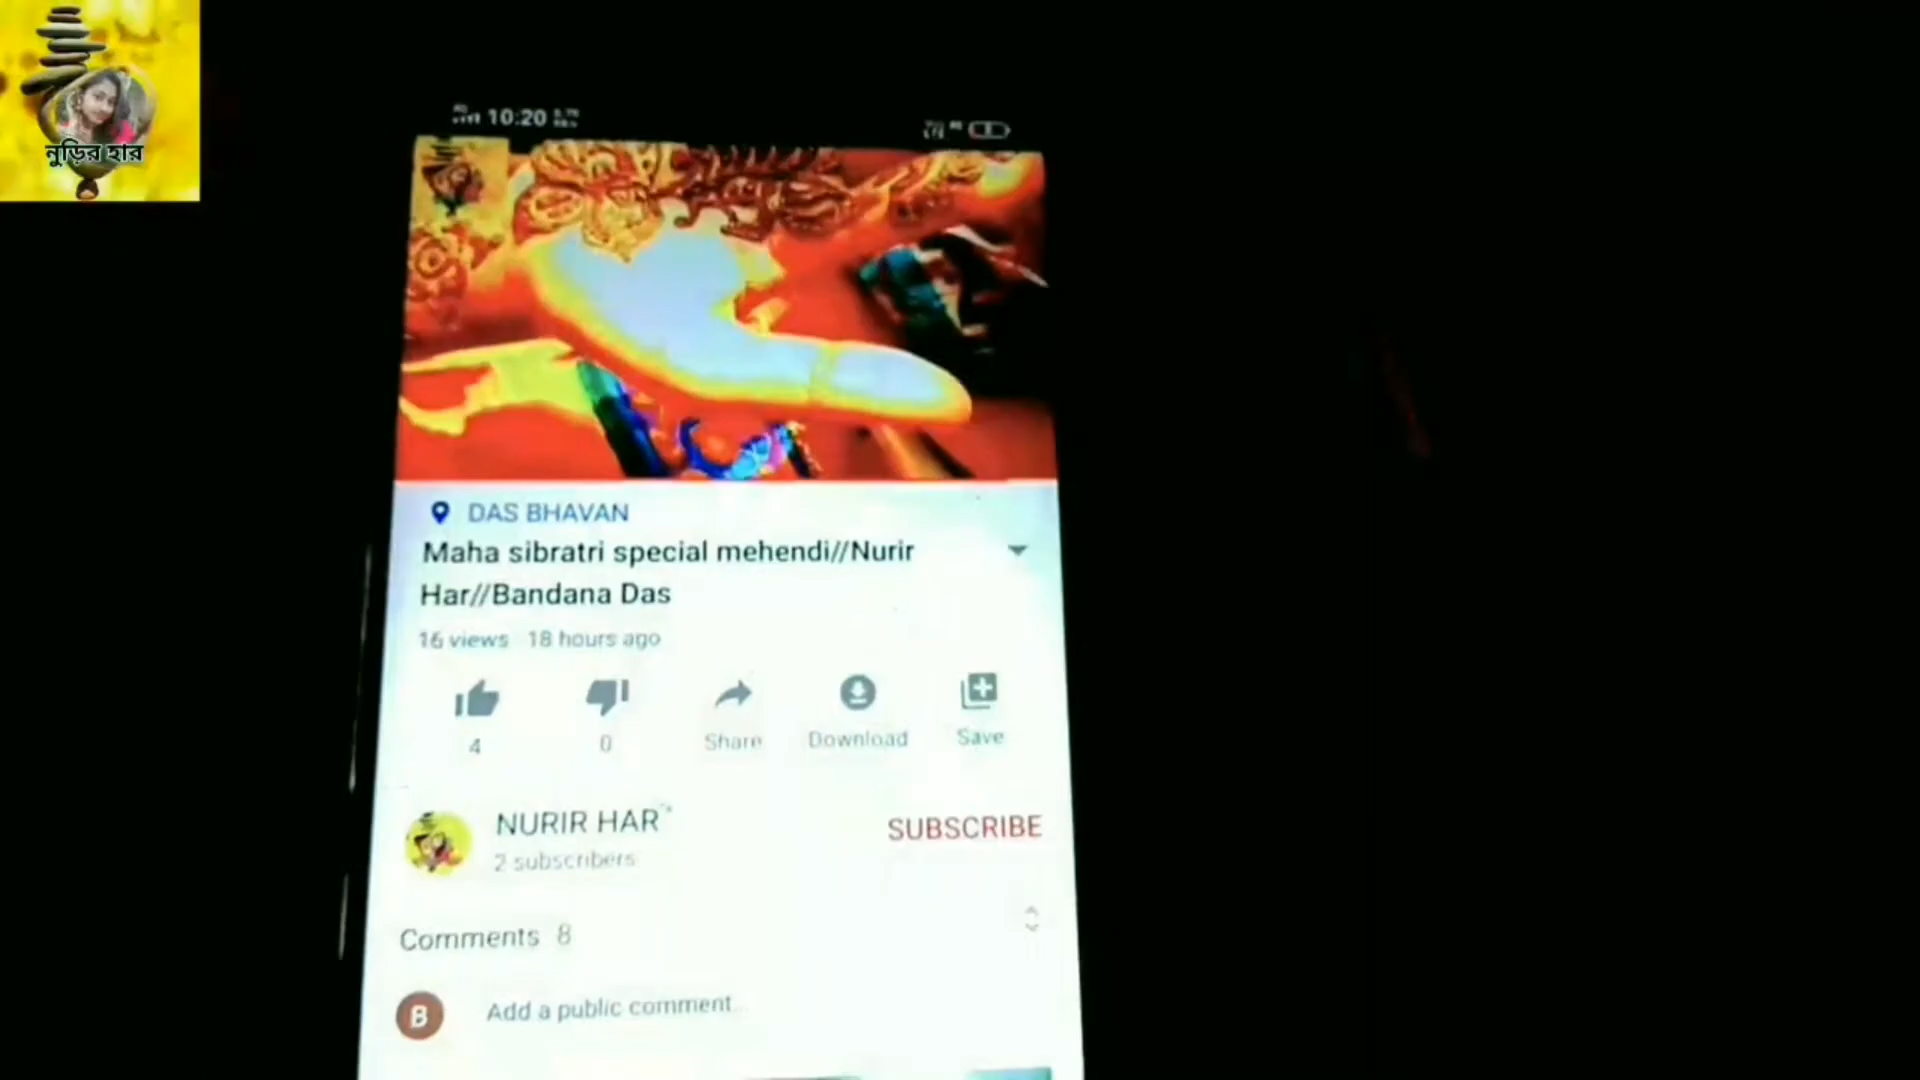 নুড়ির হার
10:20
DAS BHAVAN
Maha sibratri special mehendi//Nurir
Har//Bandana Das
16 views 18 hours ago
4 0 Share Download Save
NURIR HAR
2 subscribers
SUBSCRIBE
Comments 8
B
Add a public comment...